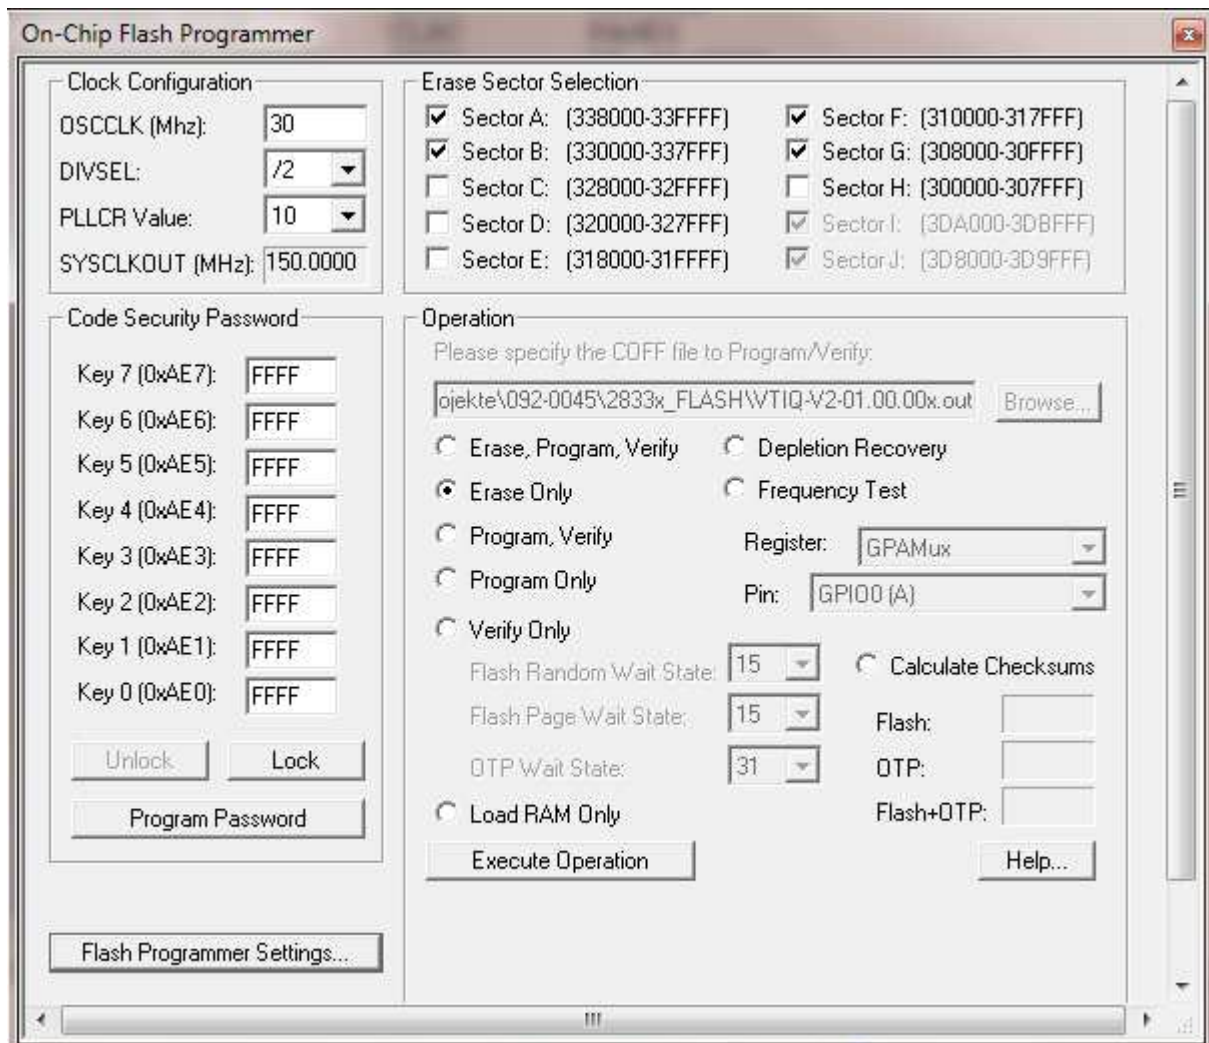 On-Chip Flash Programmer
Clock Configuration
OSCCLK (Mhz): 30
DIVSEL: /2
PLLCR Value: 10
SYSCLKOUT (MHz): 150.0000
Erase Sector Selection
Sector A: (338000-33FFFF)
Sector B: (330000-337FFF)
Sector C: (328000-32FFFF)
Sector D: (320000-327FFF)
Sector E: (318000-31FFFF)
Sector F: (310000-317FFF)
Sector G: (308000-30FFFF)
Sector H: (300000-307FFF)
Sector I: (3DA000-3DBFFF)
Sector J: (3D8000-3D9FFF)
Code Security Password
Key 7 (0xAE7): FFFF
Key 6 (0xAE6): FFFF
Key 5 (0xAE5): FFFF
Key 4 (0xAE4): FFFF
Key 3 (0xAE3): FFFF
Key 2 (0xAE2): FFFF
Key 1 (0xAE1): FFFF
Key 0 (0xAE0): FFFF
Unlock Lock
Program Password
Flash Programmer Settings...
Operation
Please specify the COFF file to Program/Verify:
ojekte\092-0045\2833x_FLASH\VTIQ-V2-01.00.00x.out Browse...
Erase, Program, Verify Depletion Recovery
Erase Only Frequency Test
Program, Verify Register: GPAMux
Program Only Pin: GPIO0 (A)
Verify Only
Flash Random Wait State: 15 Calculate Checksums
Flash Page Wait State: 15 Flash:
OTP Wait State: 31 OTP:
Load RAM Only Flash+OTP:
Execute Operation Help...